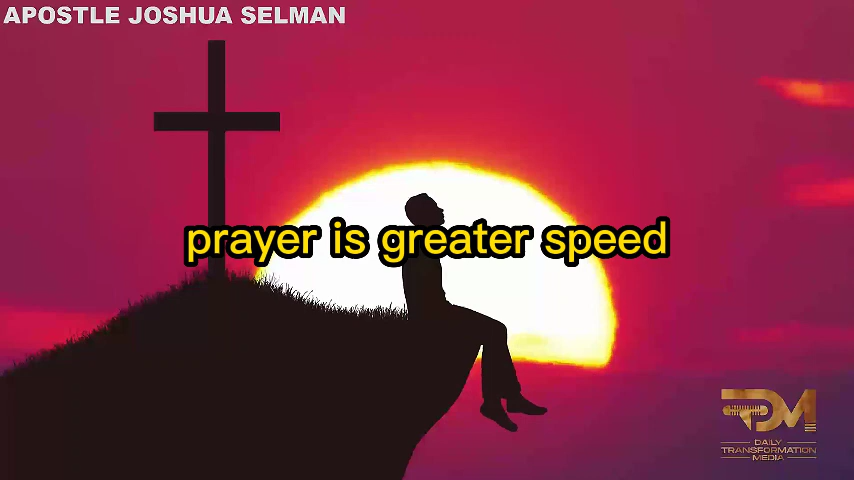 APOSTLE JOSHUA SELMAN
prayer is greater speed
DAILY
TRANSFORMATION
MEDIA